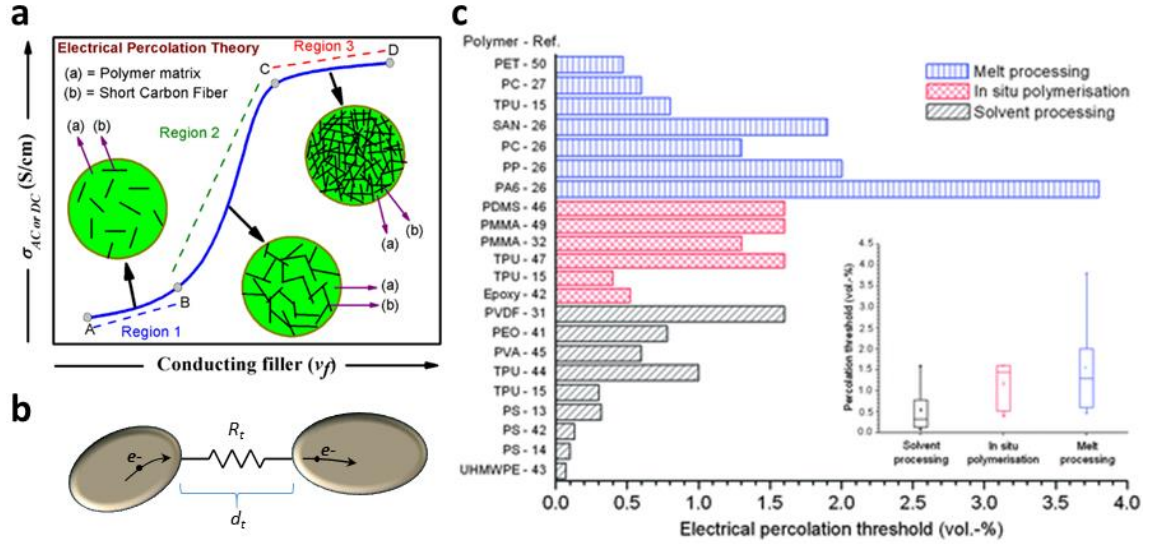 a
Electrical Percolation Theory
(a) = Polymer matrix
(b) = Short Carbon Fiber
Region 3
C
D
Region 2
(a) (b)
(b)
(a)
(a)
(b)
A
B
Region 1
σAC or DC (S/cm)
Conducting filler (vf)
b
Rt
e-
e-
dt
c
Polymer - Ref.
PET - 50
PC - 27
TPU - 15
SAN - 26
PC - 26
PP - 26
PA6 - 26
PDMS - 46
PMMA - 49
PMMA - 32
TPU - 47
TPU - 15
Epoxy - 42
PVDF - 31
PEO - 41
PVA - 45
TPU - 44
TPU - 15
PS - 13
PS - 42
PS - 14
UHMWPE - 43
Melt processing
In situ polymerisation
Solvent processing
Percolation threshold (vol.-%)
4.5
4.0
3.5
3.0
2.5
2.0
1.5
1.0
0.5
0.0
Solvent processing
In situ polymerisation
Melt processing
0.0 0.5 1.0 1.5 2.0 2.5 3.0 3.5 4.0
Electrical percolation threshold (vol.-%)